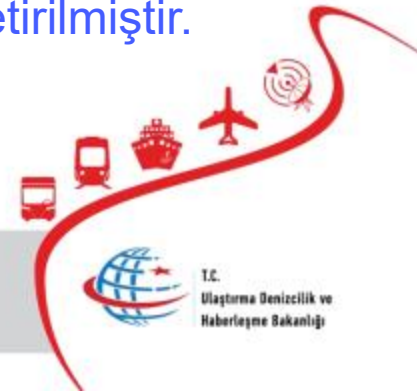 etirilmiştir.
T.C.
Ulaştırma Denizcilik ve
Haberleşme Bakanlığı